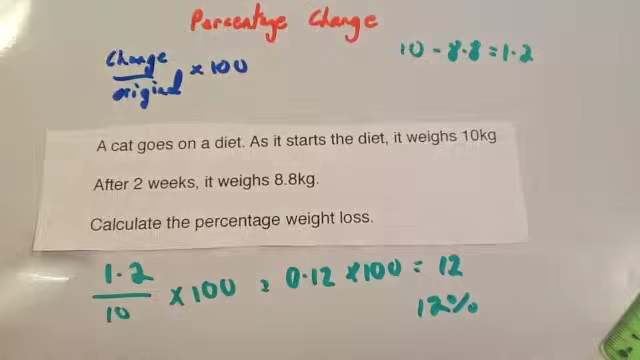 Percentage Change
10 - 8.8 = 1.2
Change
original
× 100
A cat goes on a diet. As it starts the diet, it weighs 10kg
After 2 weeks, it weighs 8.8kg.
Calculate the percentage weight loss.
1.2
10
× 100 = 0.12 × 100 = 12
12%